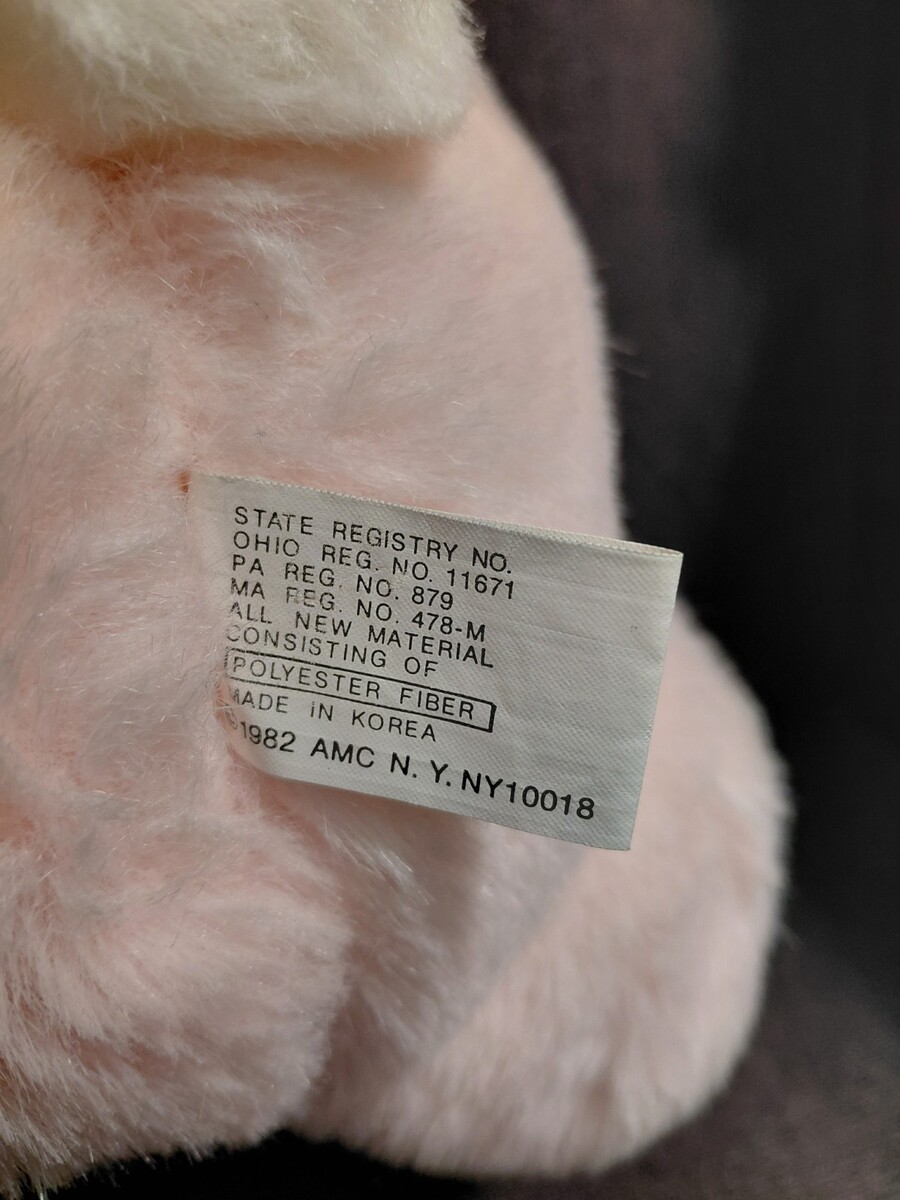 STATE REGISTRY NO.
OHIO REG. NO. 11671
PA REG. NO. 879
MA REG. NO. 478-M
ALL NEW MATERIAL
CONSISTING OF
POLYESTER FIBER
MADE IN KOREA
©1982 AMC N. Y. NY10018